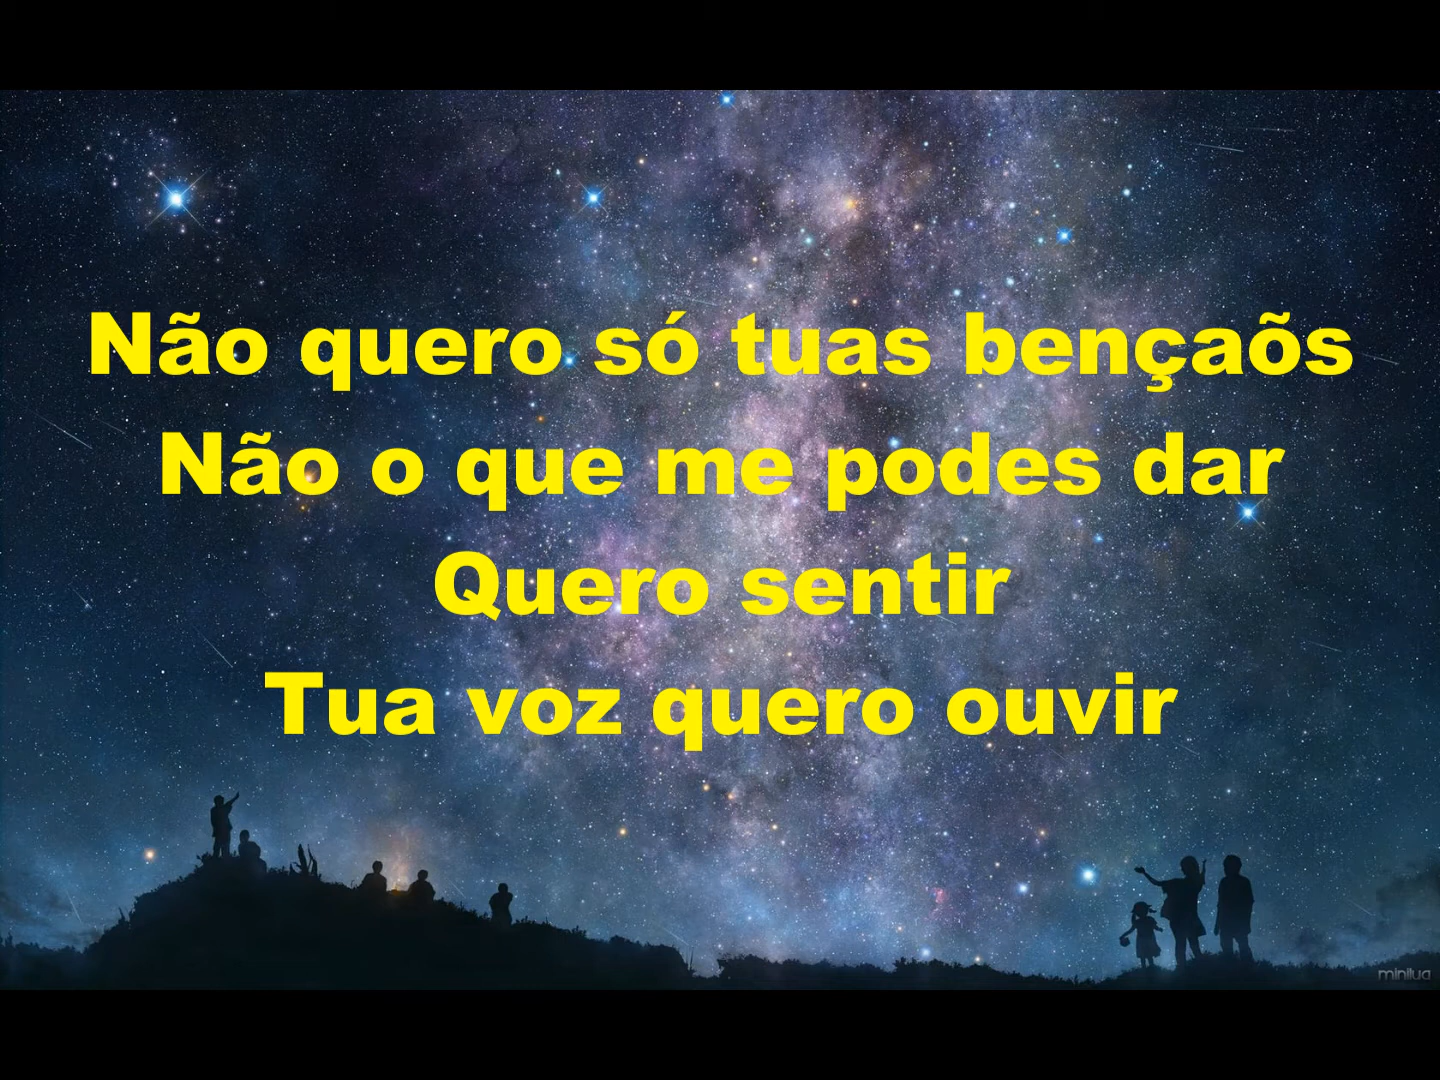 Não quero só tuas bençaõs
Não o que me podes dar
Quero sentir
Tua voz quero ouvir
minilua